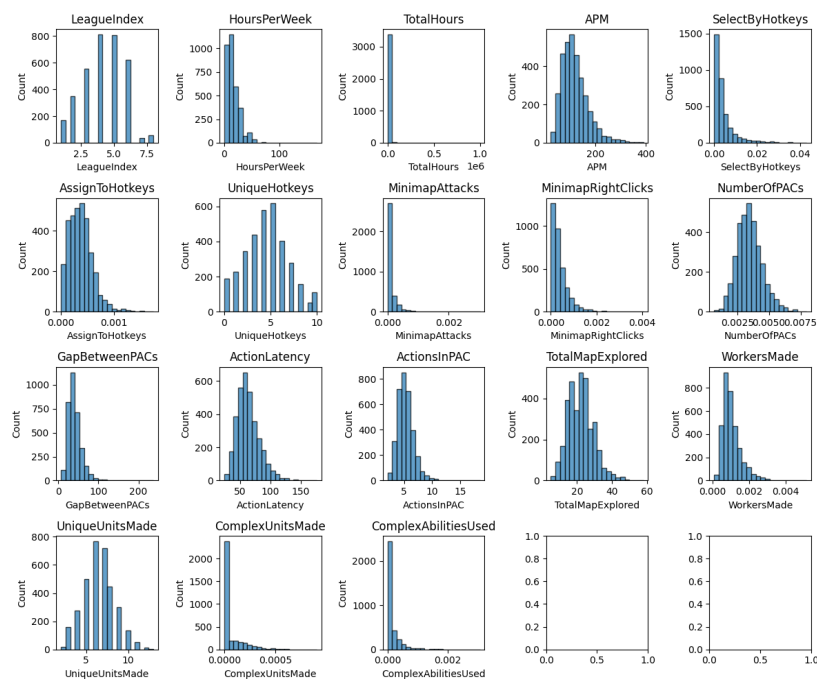 LeagueIndex
800
600
400
200
0
2.5 5.0 7.5
LeagueIndex
Count
HoursPerWeek
1000
750
500
250
0
0 100
HoursPerWeek
Count
TotalHours
3000
2000
1000
0
0.0 0.5 1.0
1e6
TotalHours
Count
APM
400
200
0
200 400
APM
Count
SelectByHotkeys
1500
1000
500
0
0.00 0.02 0.04
SelectByHotkeys
Count
AssignToHotkeys
400
200
0
0.000 0.001
AssignToHotkeys
Count
UniqueHotkeys
600
400
200
0
0 5 10
UniqueHotkeys
Count
MinimapAttacks
2000
1000
0
0.000 0.002
MinimapAttacks
Count
MinimapRightClicks
1000
500
0
0.000 0.002 0.004
MinimapRightClicks
Count
NumberOfPACs
400
200
0
0.0025 0.0050 0.0075
NumberOfPACs
Count
GapBetweenPACs
1000
750
500
250
0
0 100 200
GapBetweenPACs
Count
ActionLatency
600
400
200
0
50 100 150
ActionLatency
Count
ActionsInPAC
800
600
400
200
0
5 10 15
ActionsInPAC
Count
TotalMapExplored
400
200
0
20 40 60
TotalMapExplored
Count
WorkersMade
750
500
250
0
0.000 0.002 0.004
WorkersMade
Count
UniqueUnitsMade
800
600
400
200
0
5 10
UniqueUnitsMade
Count
ComplexUnitsMade
2000
1500
1000
500
0
0.0000 0.0005
ComplexUnitsMade
Count
ComplexAbilitiesUsed
2000
1000
0
0.000 0.002
ComplexAbilitiesUsed
Count
1.0
0.8
0.6
0.4
0.2
0.0
0.0 0.5 1.0
1.0
0.8
0.6
0.4
0.2
0.0
0.0 0.5 1.0